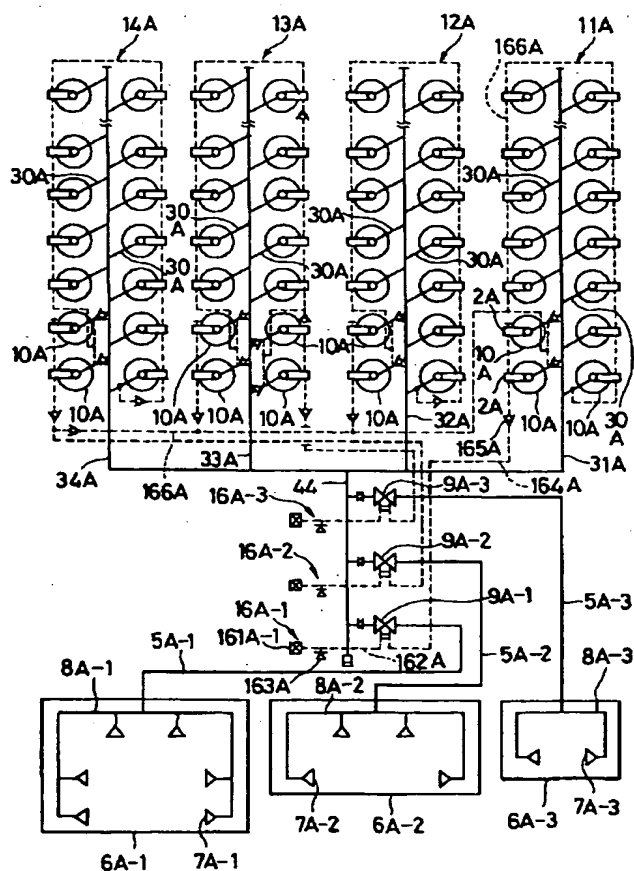 14A 13A 12A 11A
166A
30A 30A 30A
30 A 30A
30 A 30A 30A
2A
10A 10A 10 A
2A 30 A
10A 10A 10A 10A 10A 10A
32A 165A
34A 166A 33A 44 9A-3 164A 31A
16A-3
9A-2
16A-2
9A-1
16A-1 5A-3
5A-1 161A-1
162A 5A-2
8A-1 163A 8A-2 8A-3
7A-2 6A-2 7A-3
6A-3
6A-1 7A-1